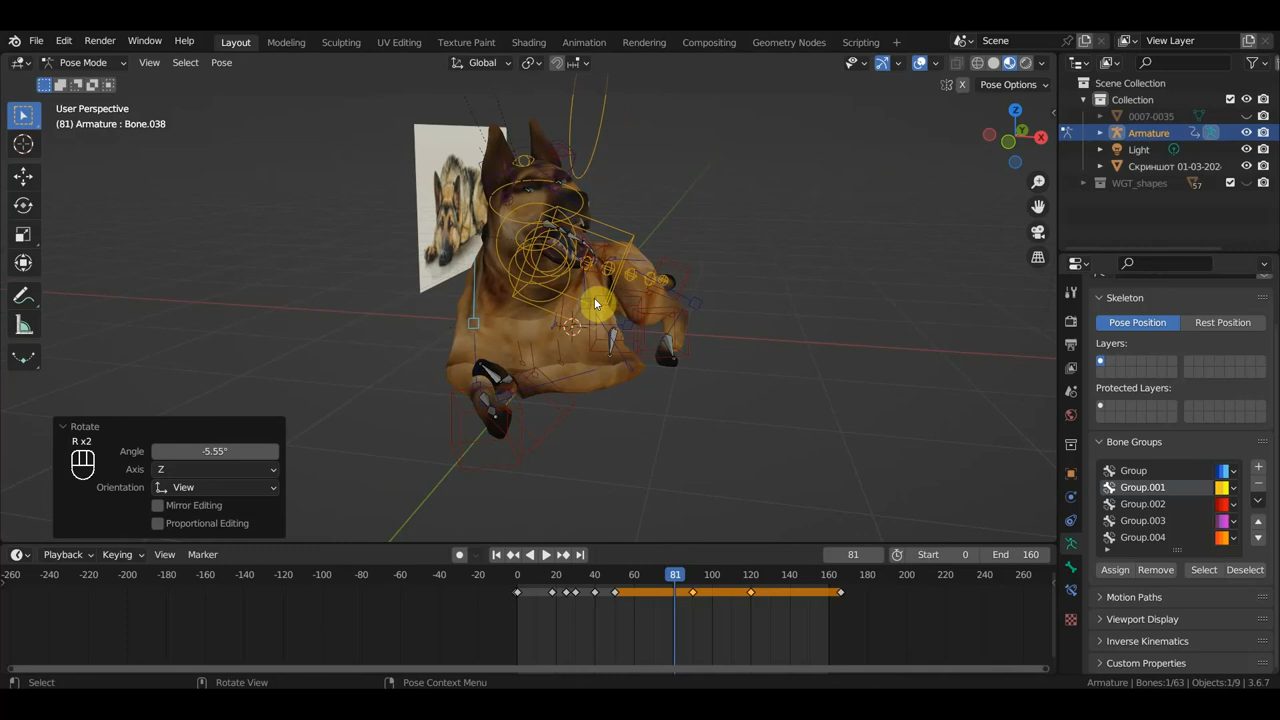 File Edit Render Window Help Layout Modeling Sculpting UV Editing Texture Paint Shading Animation Rendering Compositing Geometry Nodes Scripting + Scene View Layer
Pose Mode View Select Pose Global
X Pose Options
User Perspective
(81) Armature : Bone.038
Z
Y
X
Scene Collection
Collection
0007-0035
Armature
Light
Скриншот 01-03-202
WGT_shapes 57
Skeleton
Pose Position Rest Position
Layers:
Protected Layers:
Bone Groups
Group
Group.001
Group.002
Group.003
Group.004
Assign Remove Select Deselect
Motion Paths
Viewport Display
Inverse Kinematics
Custom Properties
Rotate
R x2
Angle -5.55°
Axis Z
Orientation View
Mirror Editing
Proportional Editing
Playback Keying View Marker 81 Start 0 End 160
-260 -240 -220 -200 -180 -160 -140 -120 -100 -80 -60 -40 -20 0 20 40 60 81 100 120 140 160 180 200 220 240 260
Select Rotate View Pose Context Menu Armature | Bones:1/63 | Objects:1/9 | 3.6.7